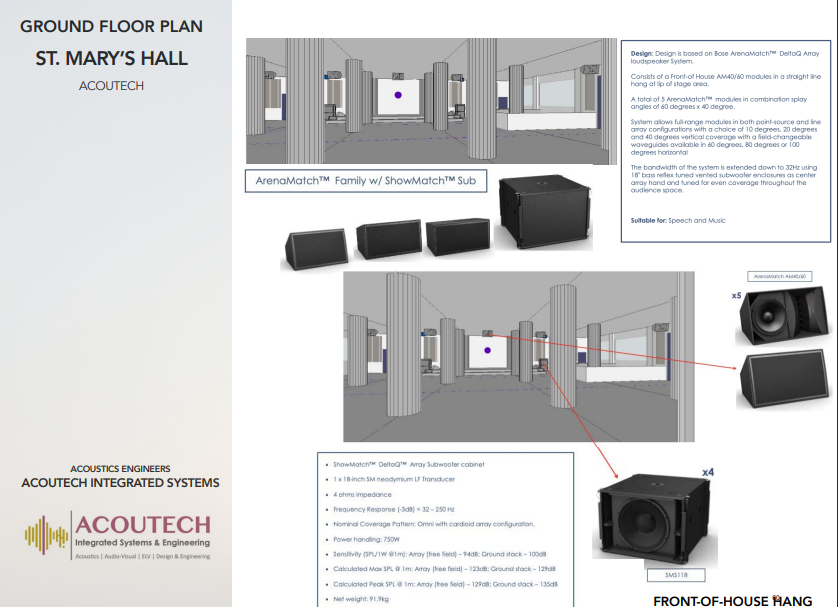 GROUND FLOOR PLAN
ST. MARY'S HALL
ACOUTECH
Design: Design is based on Bose ArenaMatch™ DeltaQ Array
loudspeaker System.
Consists of a Front-of House AM40/60 modules in a straight line
hang at lip of stage area.
A total of 5 ArenaMatch™ modules in combination splay
angles of 60 degrees x 40 degree.
System allows full-range modules in both point-source and line
array configurations with a choice of 10 degrees, 20 degrees
and 40 degrees vertical coverage with a field-changeable
waveguides available in 60 degrees, 80 degrees or 100
degrees horizontal
The bandwidth of the system is extended down to 32Hz using
18" bass reflex tuned vented subwoofer enclosures as center
array hand and tuned for even coverage throughout the
audience space.
Suitable for: Speech and Music
ArenaMatch™ Family w/ ShowMatch™ Sub
ArenaMatch AM40/60
x5
ShowMatch™ DeltaQ™ Array Subwoofer cabinet
1 x 18-inch SM neodymium LF Transducer
4 ohms impedance
Frequency Response (-3dB) = 32 – 250 Hz
Nominal Coverage Pattern: Omni with cardioid array configuration.
Power handling: 750W
Sensitivity (SPL/1W @1m): Array (free field) – 94dB; Ground stack – 100dB
Calculated Max SPL @ 1m: Array (free field) – 123dB; Ground stack – 129dB
Calculated Peak SPL @ 1m: Array (free field) – 129dB; Ground stack – 135dB
Net weight: 91.9kg
x4
SMS118
FRONT-OF-HOUSE HANG
ACOUSTICS ENGINEERS
ACOUTECH INTEGRATED SYSTEMS
ACOUTECH
Integrated Systems & Engineering
Acoustics | Audio-Visual | ELV | Design & Engineering